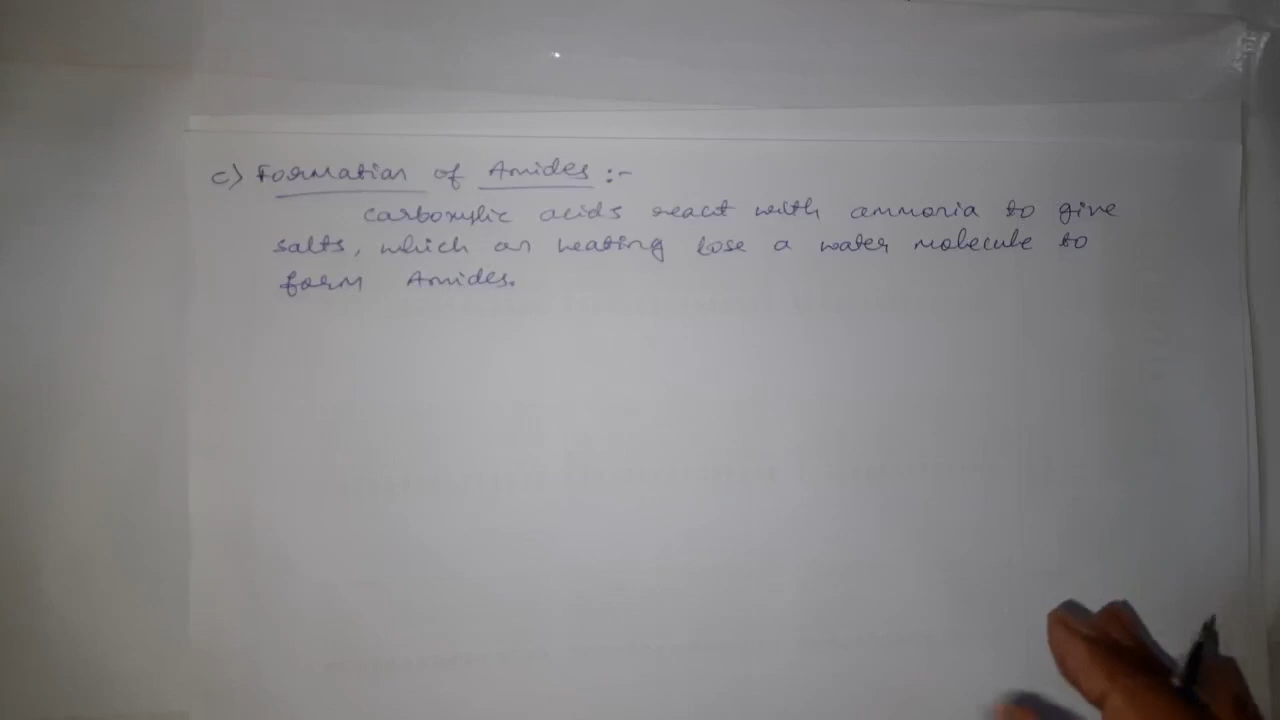 c) Formation of Amides :-
carboxylic acids react with ammonia to give
salts, which on heating lose a water molecule to
form Amides.